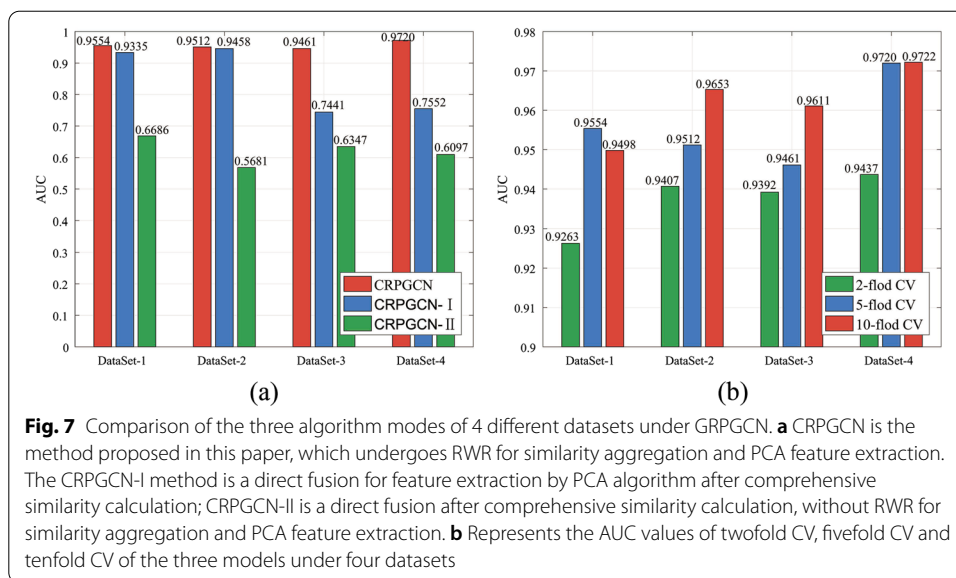 1
0.9
0.8
0.7
0.6
0.5
0.4
0.3
0.2
0.1
0
AUC
0.9554
0.9335
0.6686
0.9512
0.9458
0.5681
0.9461
0.7441
0.6347
0.9720
0.7552
0.6097
CRPGCN
CRPGCN-Ⅰ
CRPGCN-Ⅱ
DataSet-1 DataSet-2 DataSet-3 DataSet-4
(a)
0.98
0.97
0.96
0.95
0.94
0.93
0.92
0.91
0.9
AUC
0.9263
0.9554
0.9498
0.9407
0.9512
0.9653
0.9392
0.9461
0.9611
0.9437
0.9720
0.9722
2-flod CV
5-flod CV
10-flod CV
DataSet-1 DataSet-2 DataSet-3 DataSet-4
(b)
Fig. 7 Comparison of the three algorithm modes of 4 different datasets under GRPGCN. a CRPGCN is the
method proposed in this paper, which undergoes RWR for similarity aggregation and PCA feature extraction.
The CRPGCN-I method is a direct fusion for feature extraction by PCA algorithm after comprehensive
similarity calculation; CRPGCN-II is a direct fusion after comprehensive similarity calculation, without RWR for
similarity aggregation and PCA feature extraction. b Represents the AUC values of twofold CV, fivefold CV and
tenfold CV of the three models under four datasets